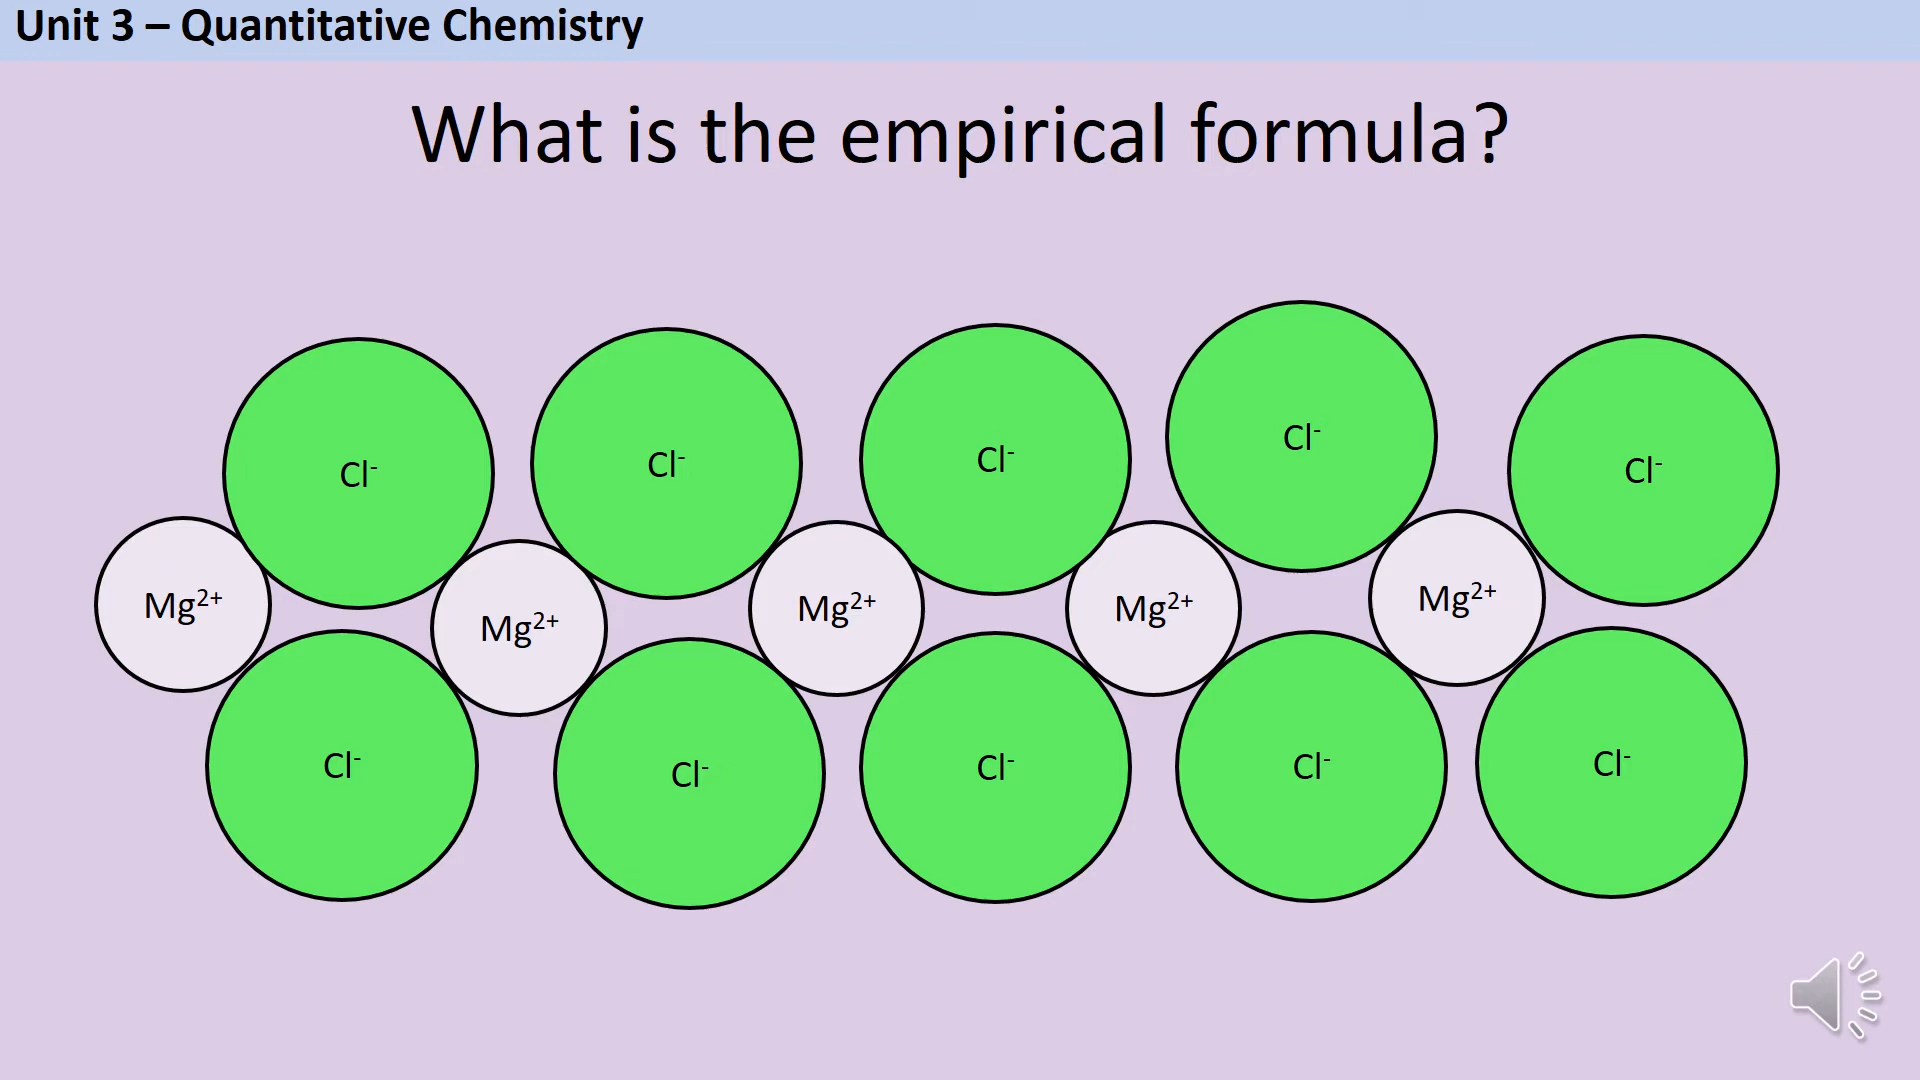 Unit 3 – Quantitative Chemistry
What is the empirical formula?
Cl⁻ Cl⁻ Cl⁻ Cl⁻ Cl⁻
Mg²⁺ Mg²⁺ Mg²⁺ Mg²⁺ Mg²⁺
Cl⁻ Cl⁻ Cl⁻ Cl⁻ Cl⁻